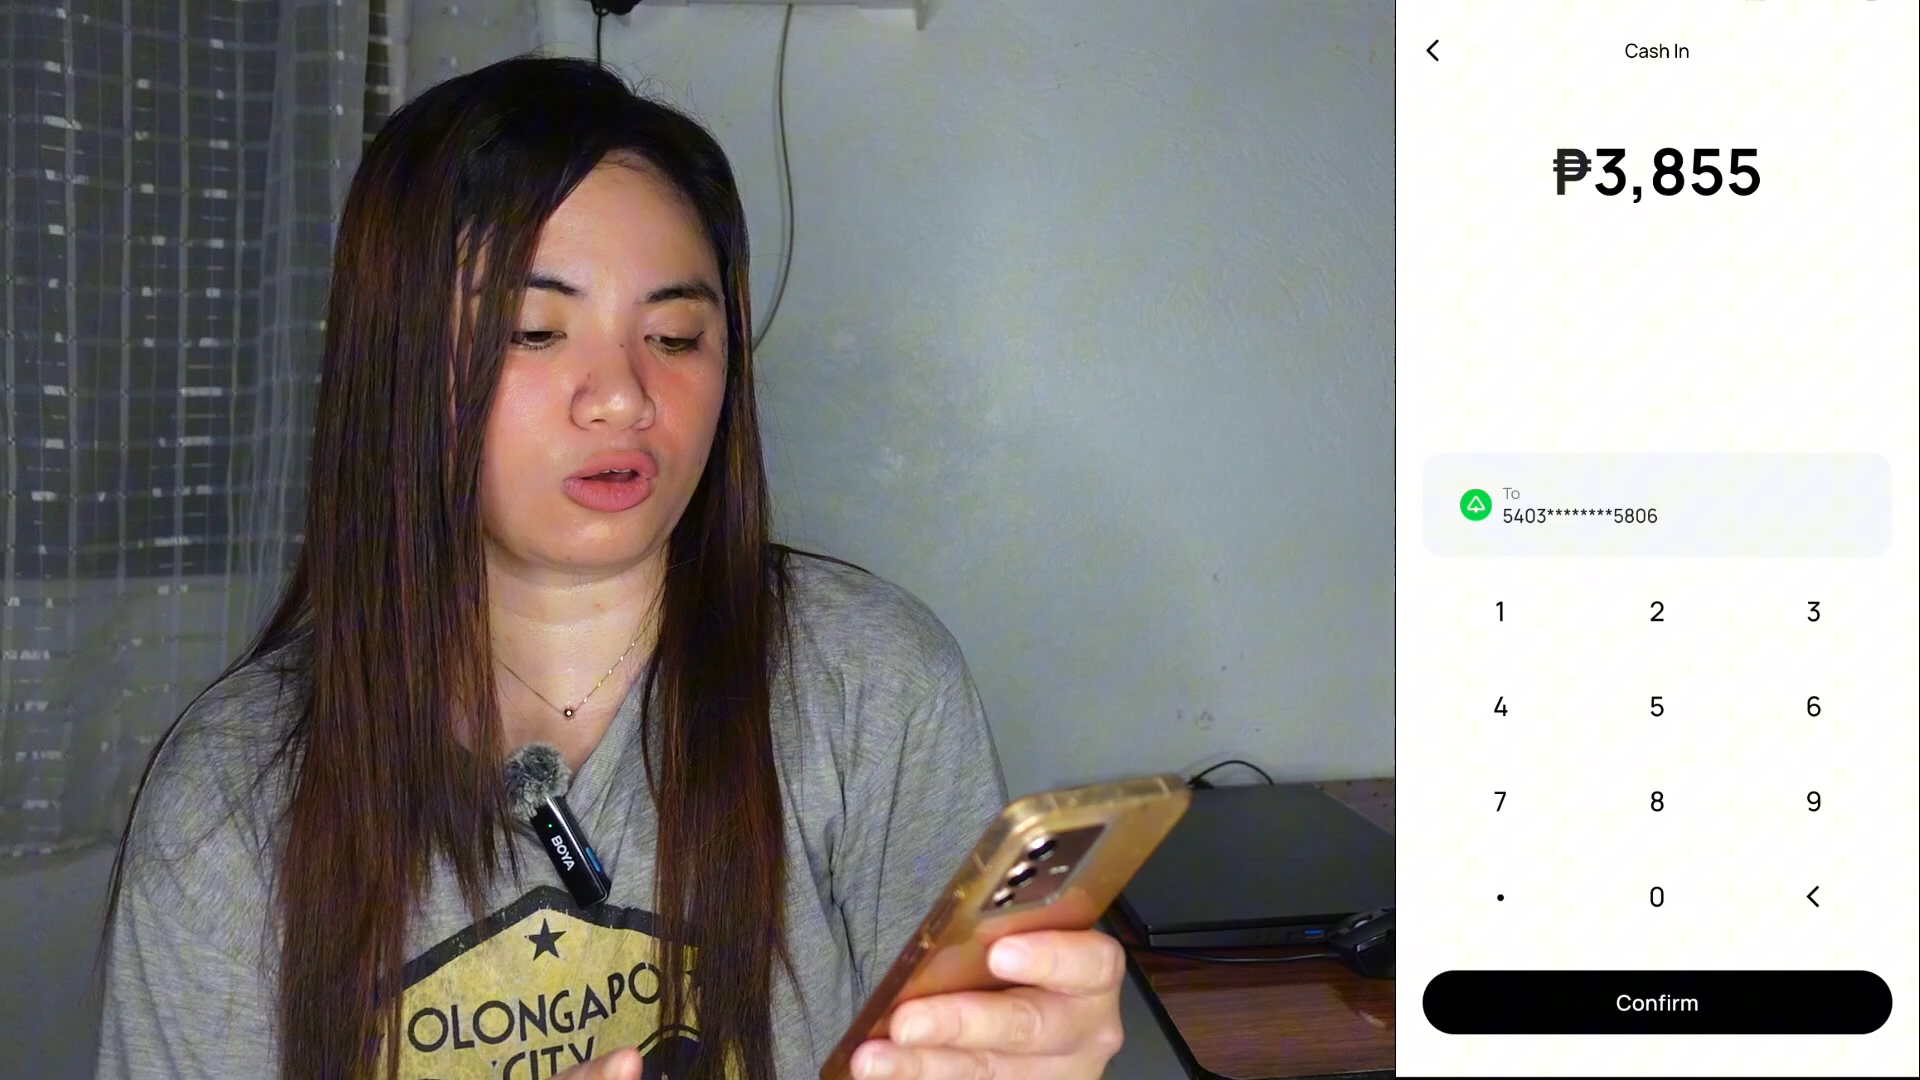 Cash In
₱3,855
To
5403********5806
1 2 3
4 5 6
7 8 9
. 0 <
Confirm
BOYA
OLONGAPO
CITY